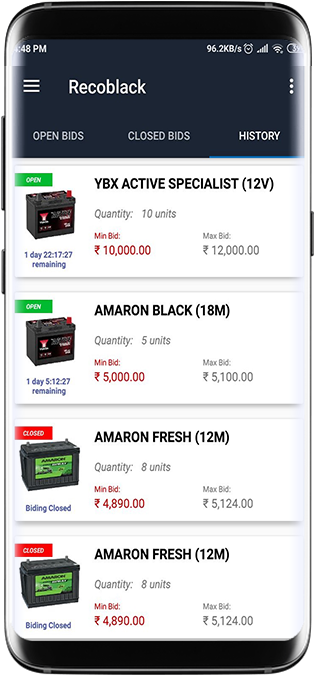 :48 PM
96.2KB/s
Recoblack
OPEN BIDS
CLOSED BIDS
HISTORY
OPEN
YBX ACTIVE SPECIALIST (12V)
Quantity: 10 units
Min Bid:
Max Bid:
₹ 10,000.00
₹ 12,000.00
1 day 22:17:27
remaining
OPEN
AMARON BLACK (18M)
Quantity: 5 units
Min Bid:
Max Bid:
₹ 5,000.00
₹ 5,100.00
1 day 5:12:27
remaining
CLOSED
AMARON FRESH (12M)
Quantity: 8 units
AMARON
Min Bid:
Max Bid:
₹ 4,890.00
₹ 5,124.00
Biding Closed
CLOSED
AMARON FRESH (12M)
Quantity: 8 units
AMARON
Min Bid:
Max Bid:
₹ 4,890.00
₹ 5,124.00
Biding Closed